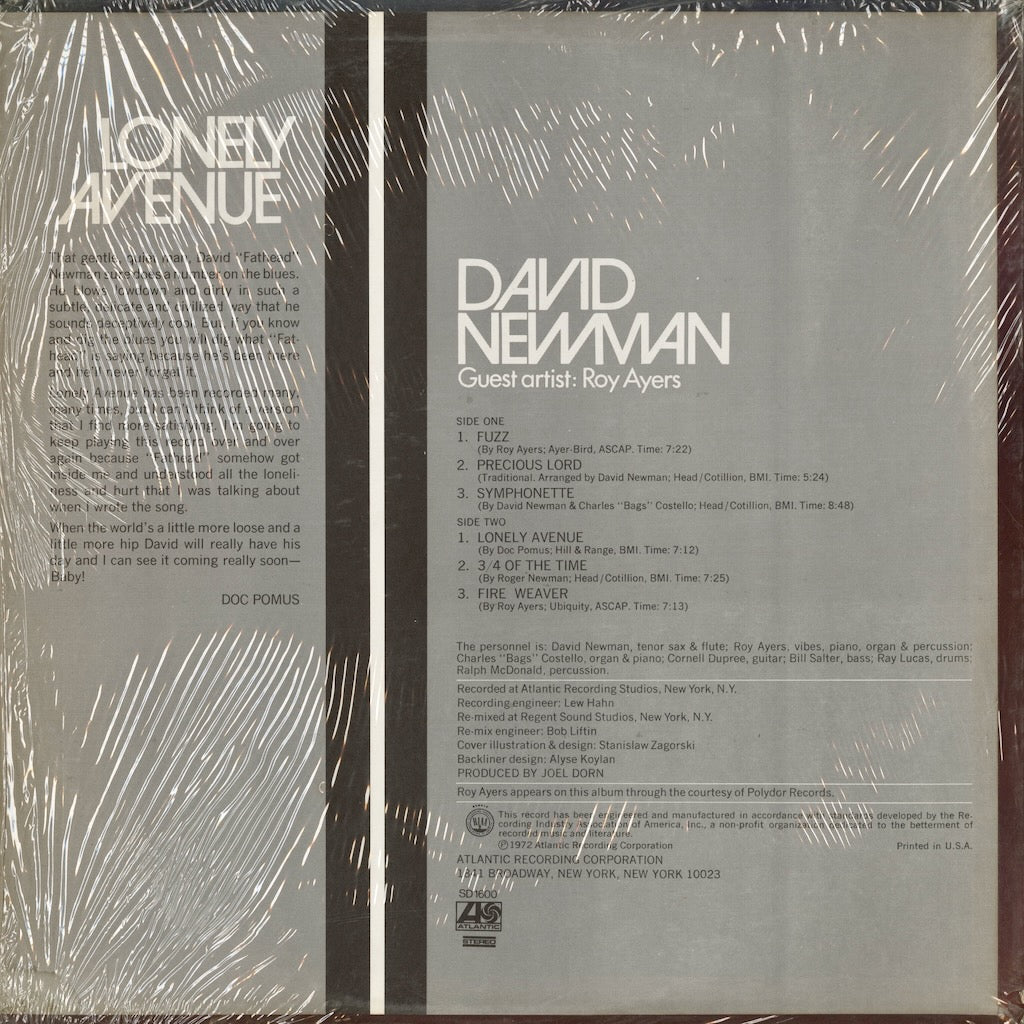 LONELY
AVENUE
That gentle, quiet man, David "Fathead"
Newman sure does a number on the blues.
He blows lowdown and dirty in such a
subtle, delicate and civilized way that he
sounds deceptively cool. But, if you know
and dig the blues you will dig what "Fat-
head" is saying because he's been there
and he'll never forget it.
Lonely Avenue has been recorded many,
many times, but I can't think of a version
that I find more satisfying. I'm going to
keep playing this record over and over
again because "Fathead" somehow got
inside me and understood all the loneli-
ness and hurt that I was talking about
when I wrote the song.
When the world's a little more loose and a
little more hip David will really have his
day and I can see it coming really soon—
Baby!
DOC POMUS
DAVID
NEWMAN
Guest artist: Roy Ayers
SIDE ONE
1. FUZZ
(By Roy Ayers; Ayer-Bird, ASCAP. Time: 7:22)
2. PRECIOUS LORD
(Traditional. Arranged by David Newman; Head/Cotillion, BMI. Time: 5:24)
3. SYMPHONETTE
(By David Newman & Charles "Bags" Costello; Head/Cotillion, BMI. Time: 8:48)
SIDE TWO
1. LONELY AVENUE
(By Doc Pomus; Hill & Range, BMI. Time: 7:12)
2. 3/4 OF THE TIME
(By Roger Newman; Head/Cotillion, BMI. Time: 7:25)
3. FIRE WEAVER
(By Roy Ayers; Ubiquity, ASCAP. Time: 7:13)
The personnel is: David Newman, tenor sax & flute; Roy Ayers, vibes, piano, organ & percussion;
Charles "Bags" Costello, organ & piano; Cornell Dupree, guitar; Bill Salter, bass; Ray Lucas, drums;
Ralph McDonald, percussion.
Recorded at Atlantic Recording Studios, New York, N.Y.
Recording engineer: Lew Hahn
Re-mixed at Regent Sound Studios, New York, N.Y.
Re-mix engineer: Bob Liftin
Cover illustration & design: Stanislaw Zagorski
Backliner design: Alyse Koylan
PRODUCED BY JOEL DORN
Roy Ayers appears on this album through the courtesy of Polydor Records.
This record has been engineered and manufactured in accordance with standards developed by the Re-
cording Industry Association of America, Inc., a non-profit organization dedicated to the betterment of
recorded music and literature.
Ⓟ1972 Atlantic Recording Corporation Printed in U.S.A.
ATLANTIC RECORDING CORPORATION
1841 BROADWAY, NEW YORK, NEW YORK 10023
SD1600
ATLANTIC
STEREO